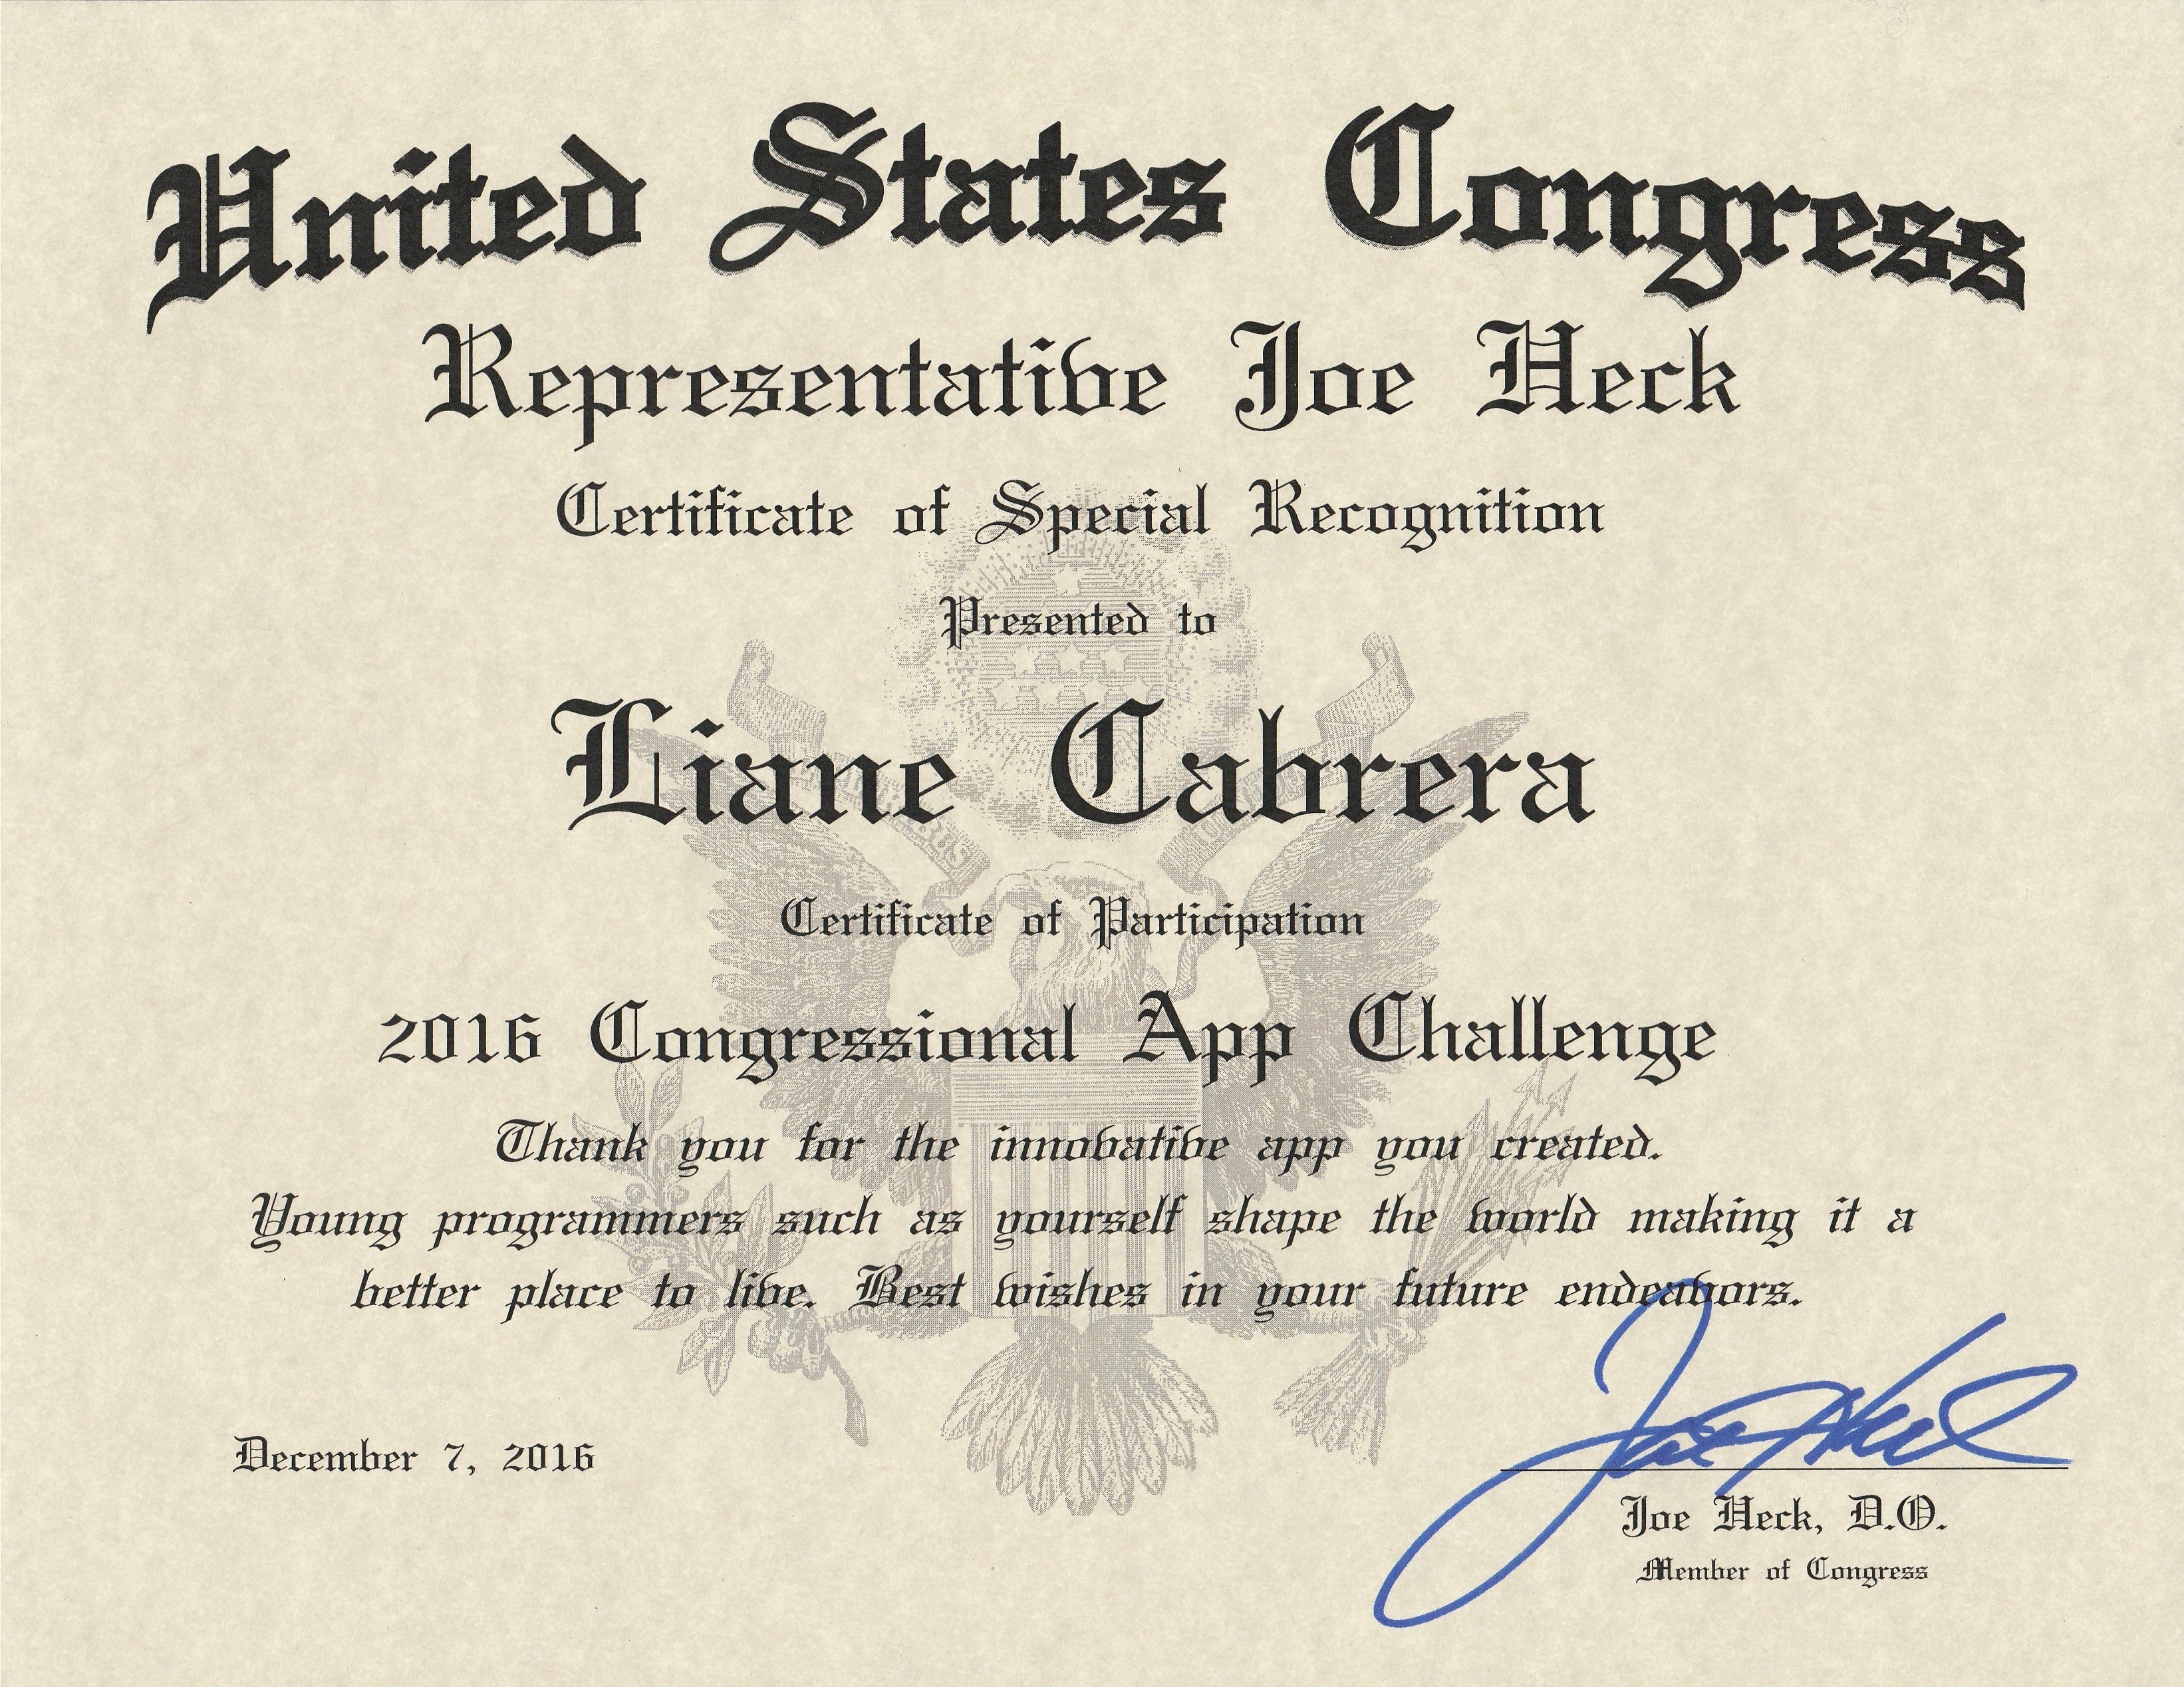 United States Congress
Representative Joe Heck
Certificate of Special Recognition
Presented to
Liane Cabrera
Certificate of Participation
2016 Congressional App Challenge
Thank you for the innovative app you created.
Young programmers such as yourself shape the world making it a
better place to live. Best wishes in your future endeavors.
December 7, 2016
Joe Heck
Joe Heck, D.O.
Member of Congress